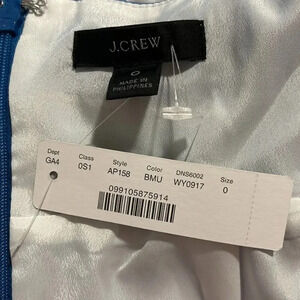 J.CREW
0
MADE IN
PHILIPPINES
Dept Class Style Color DNS6002 Size
GA4 0S1 AP158 BMU WY0917 0
099105875914